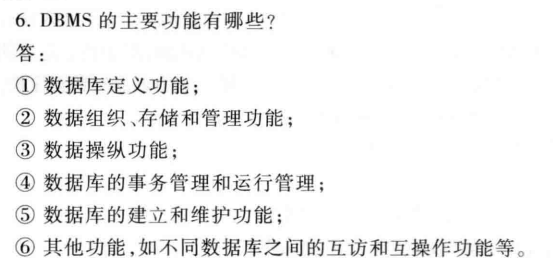 6. DBMS 的主要功能有哪些?
答:
① 数据库定义功能;
② 数据组织、存储和管理功能;
③ 数据操纵功能;
④ 数据库的事务管理和运行管理;
⑤ 数据库的建立和维护功能;
⑥ 其他功能,如不同数据库之间的互访和互操作功能等。